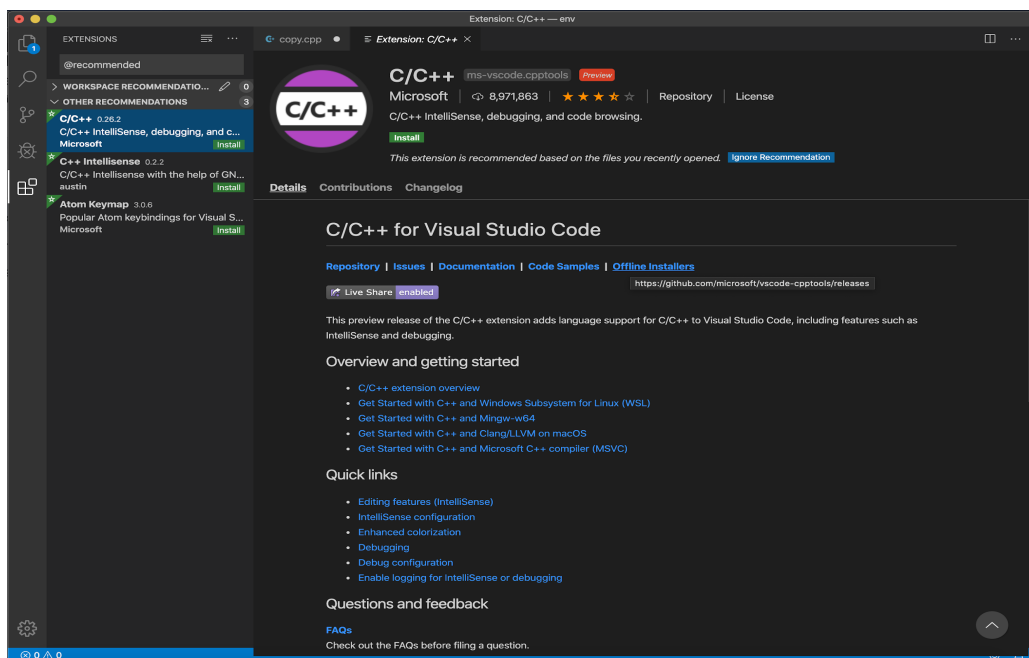 Extension: C/C++ — env
EXTENSIONS
···
copy.cpp
Extension: C/C++
···
1
@recommended
WORKSPACE RECOMMENDATIO...
0
OTHER RECOMMENDATIONS
3
C/C++ 0.26.2
C/C++ IntelliSense, debugging, and c...
Microsoft
Install
C++ Intellisense 0.2.2
C/C++ Intellisense with the help of GN...
austin
Install
Atom Keymap 3.0.6
Popular Atom keybindings for Visual S...
Microsoft
Install
C/C++
C/C++ ms-vscode.cpptools Preview
Microsoft | 8,971,863 | Repository | License
C/C++ IntelliSense, debugging, and code browsing.
Install
This extension is recommended based on the files you recently opened. Ignore Recommendation
Details Contributions Changelog
C/C++ for Visual Studio Code
Repository | Issues | Documentation | Code Samples | Offline Installers
https://github.com/microsoft/vscode-cpptools/releases
Live Share enabled
This preview release of the C/C++ extension adds language support for C/C++ to Visual Studio Code, including features such as
IntelliSense and debugging.
Overview and getting started
• C/C++ extension overview
• Get Started with C++ and Windows Subsystem for Linux (WSL)
• Get Started with C++ and Mingw-w64
• Get Started with C++ and Clang/LLVM on macOS
• Get Started with C++ and Microsoft C++ compiler (MSVC)
Quick links
• Editing features (IntelliSense)
• IntelliSense configuration
• Enhanced colorization
• Debugging
• Debug configuration
• Enable logging for IntelliSense or debugging
Questions and feedback
FAQs
Check out the FAQs before filing a question.
0 0